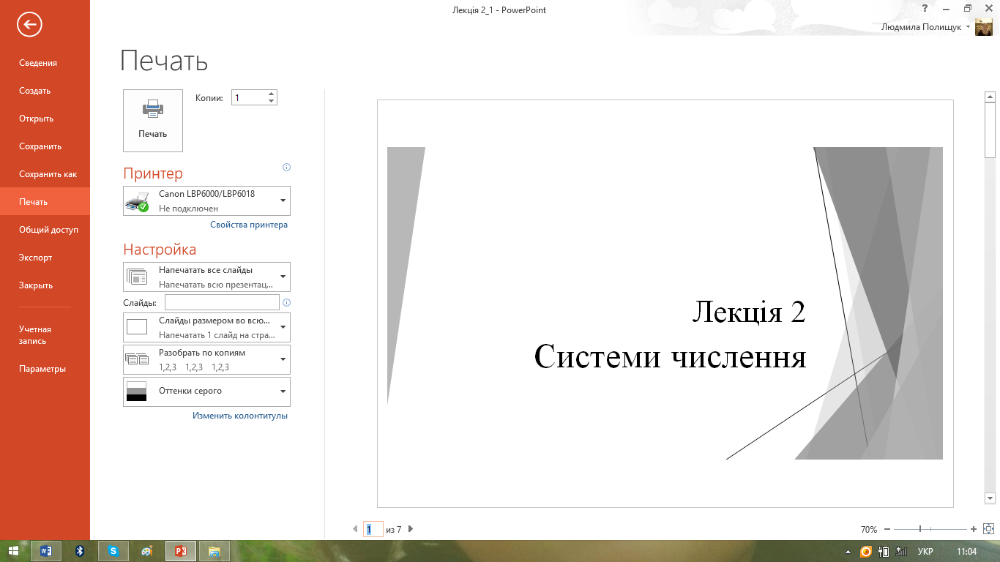 Лекція 2_1 - PowerPoint
?
Людмила Полищук
Сведения
Создать
Открыть
Сохранить
Сохранить как
Печать
Общий доступ
Экспорт
Закрыть
Учетная
запись
Параметры
Печать
Печать
Копии: 1
Принтер
Canon LBP6000/LBP6018
Не подключен
Свойства принтера
Настройка
Напечатать все слайды
Напечатать всю презентац...
Слайды:
Слайды размером во всю...
Напечатать 1 слайд на стра...
Разобрать по копиям
1,2,3 1,2,3 1,2,3
Оттенки серого
Изменить колонтитулы
Лекція 2
Системи числення
1 из 7
70%
УКР
11:04